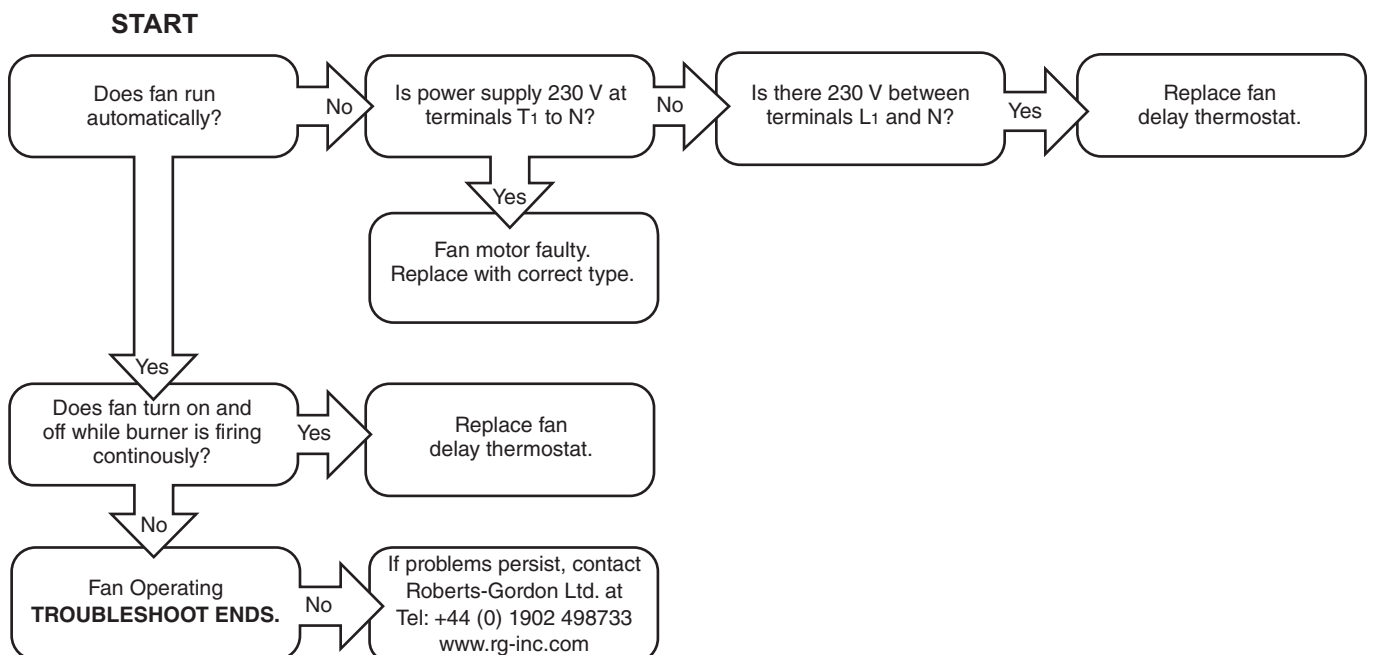 START
Does fan run
automatically?
No
Is power supply 230 V at
terminals T1 to N?
No
Is there 230 V between
terminals L1 and N?
Yes
Replace fan
delay thermostat.
Yes
Fan motor faulty.
Replace with correct type.
Yes
Does fan turn on and
off while burner is firing
continously?
Yes
Replace fan
delay thermostat.
No
Fan Operating
TROUBLESHOOT ENDS.
No
If problems persist, contact
Roberts-Gordon Ltd. at
Tel: +44 (0) 1902 498733
www.rg-inc.com